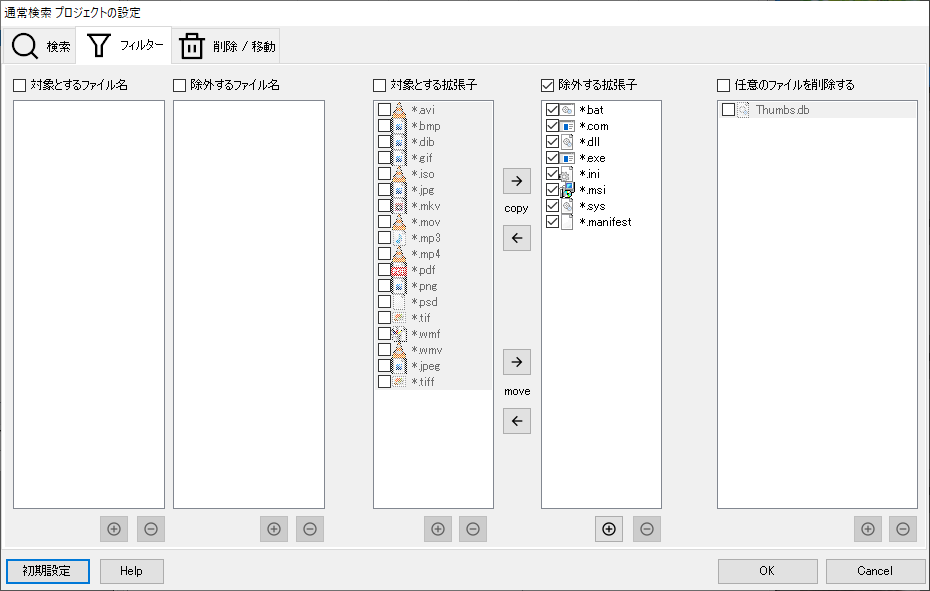 通常検索 プロジェクトの設定
検索
フィルター
削除 / 移動
対象とするファイル名
除外するファイル名
対象とする拡張子
*.avi
*.bmp
*.dib
*.gif
*.iso
*.jpg
*.mkv
*.mov
*.mp3
*.mp4
*.pdf
*.png
*.psd
*.tif
*.wmf
*.wmv
*.jpeg
*.tiff
copy
move
除外する拡張子
*.bat
*.com
*.dll
*.exe
*.ini
*.msi
*.sys
*.manifest
任意のファイルを削除する
Thumbs.db
初期設定
Help
OK
Cancel